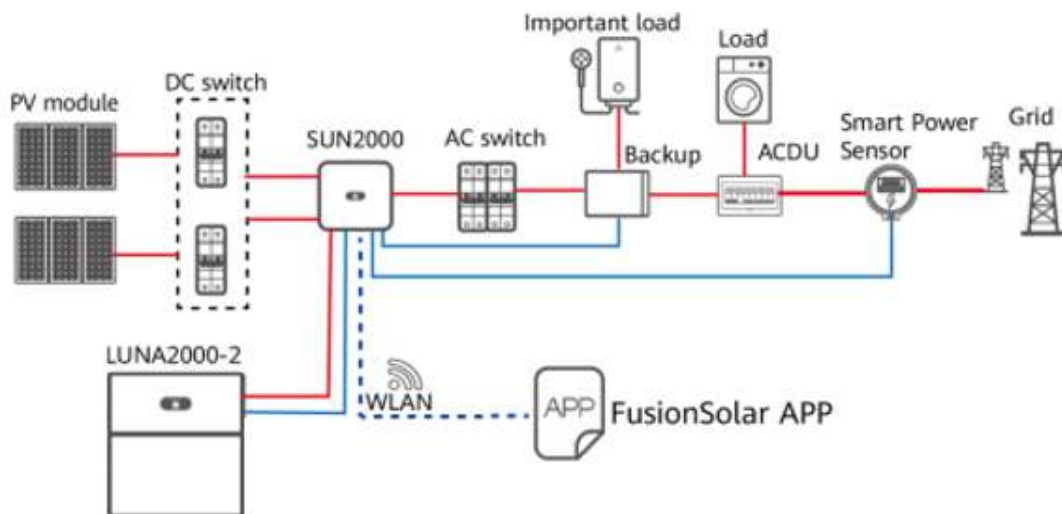 Important load
Load
DC switch
PV module
Smart Power
Sensor
Grid
SUN2000
AC switch
Backup
ACDU
LUNA2000-2
WLAN
APP
FusionSolar APP